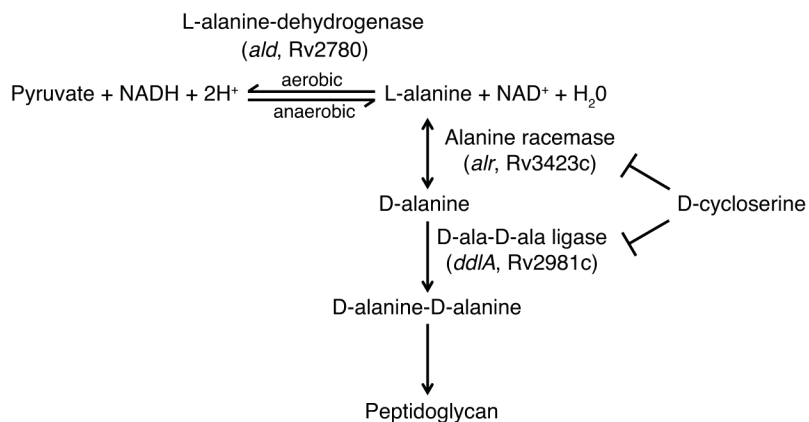 L-alanine-dehydrogenase
(ald, Rv2780)
aerobic
Pyruvate + NADH + 2H⁺
L-alanine + NAD⁺ + H₂0
anaerobic
Alanine racemase
(alr, Rv3423c)
D-alanine
D-cycloserine
D-ala-D-ala ligase
(ddlA, Rv2981c)
D-alanine-D-alanine
Peptidoglycan